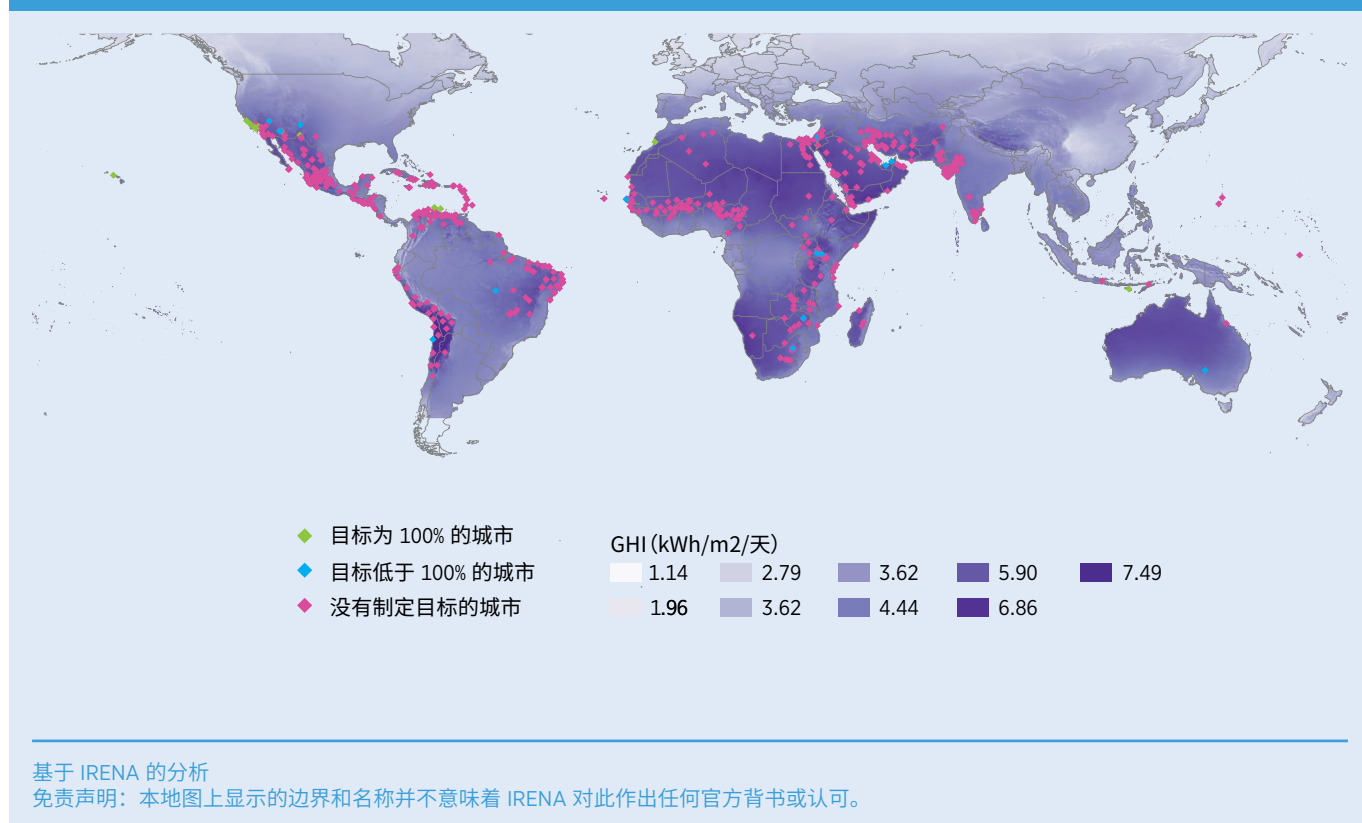 目标为 100% 的城市
目标低于 100% 的城市
没有制定目标的城市
GHI（kWh/m2/天）
1.14 2.79 3.62 5.90 7.49
1.96 3.62 4.44 6.86
基于 IRENA 的分析
免责声明：本地图上显示的边界和名称并不意味着 IRENA 对此作出任何官方背书或认可。